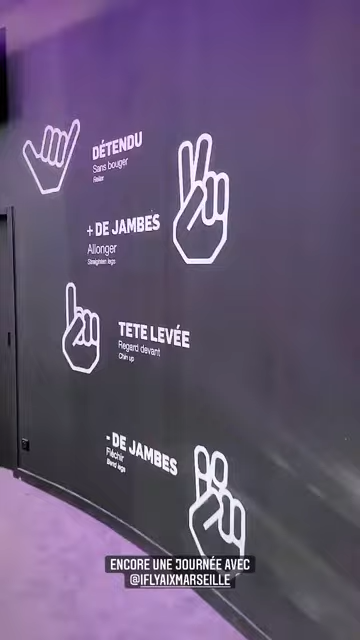 DÉTENDU
Sans bouger
Relax
+ DE JAMBES
Allonger
Straighten legs
TETE LEVÉE
Regard devant
Chin up
- DE JAMBES
Fléchir
Bend legs
ENCORE UNE JOURNÉE AVEC
@IFLYAIXMARSEILLE